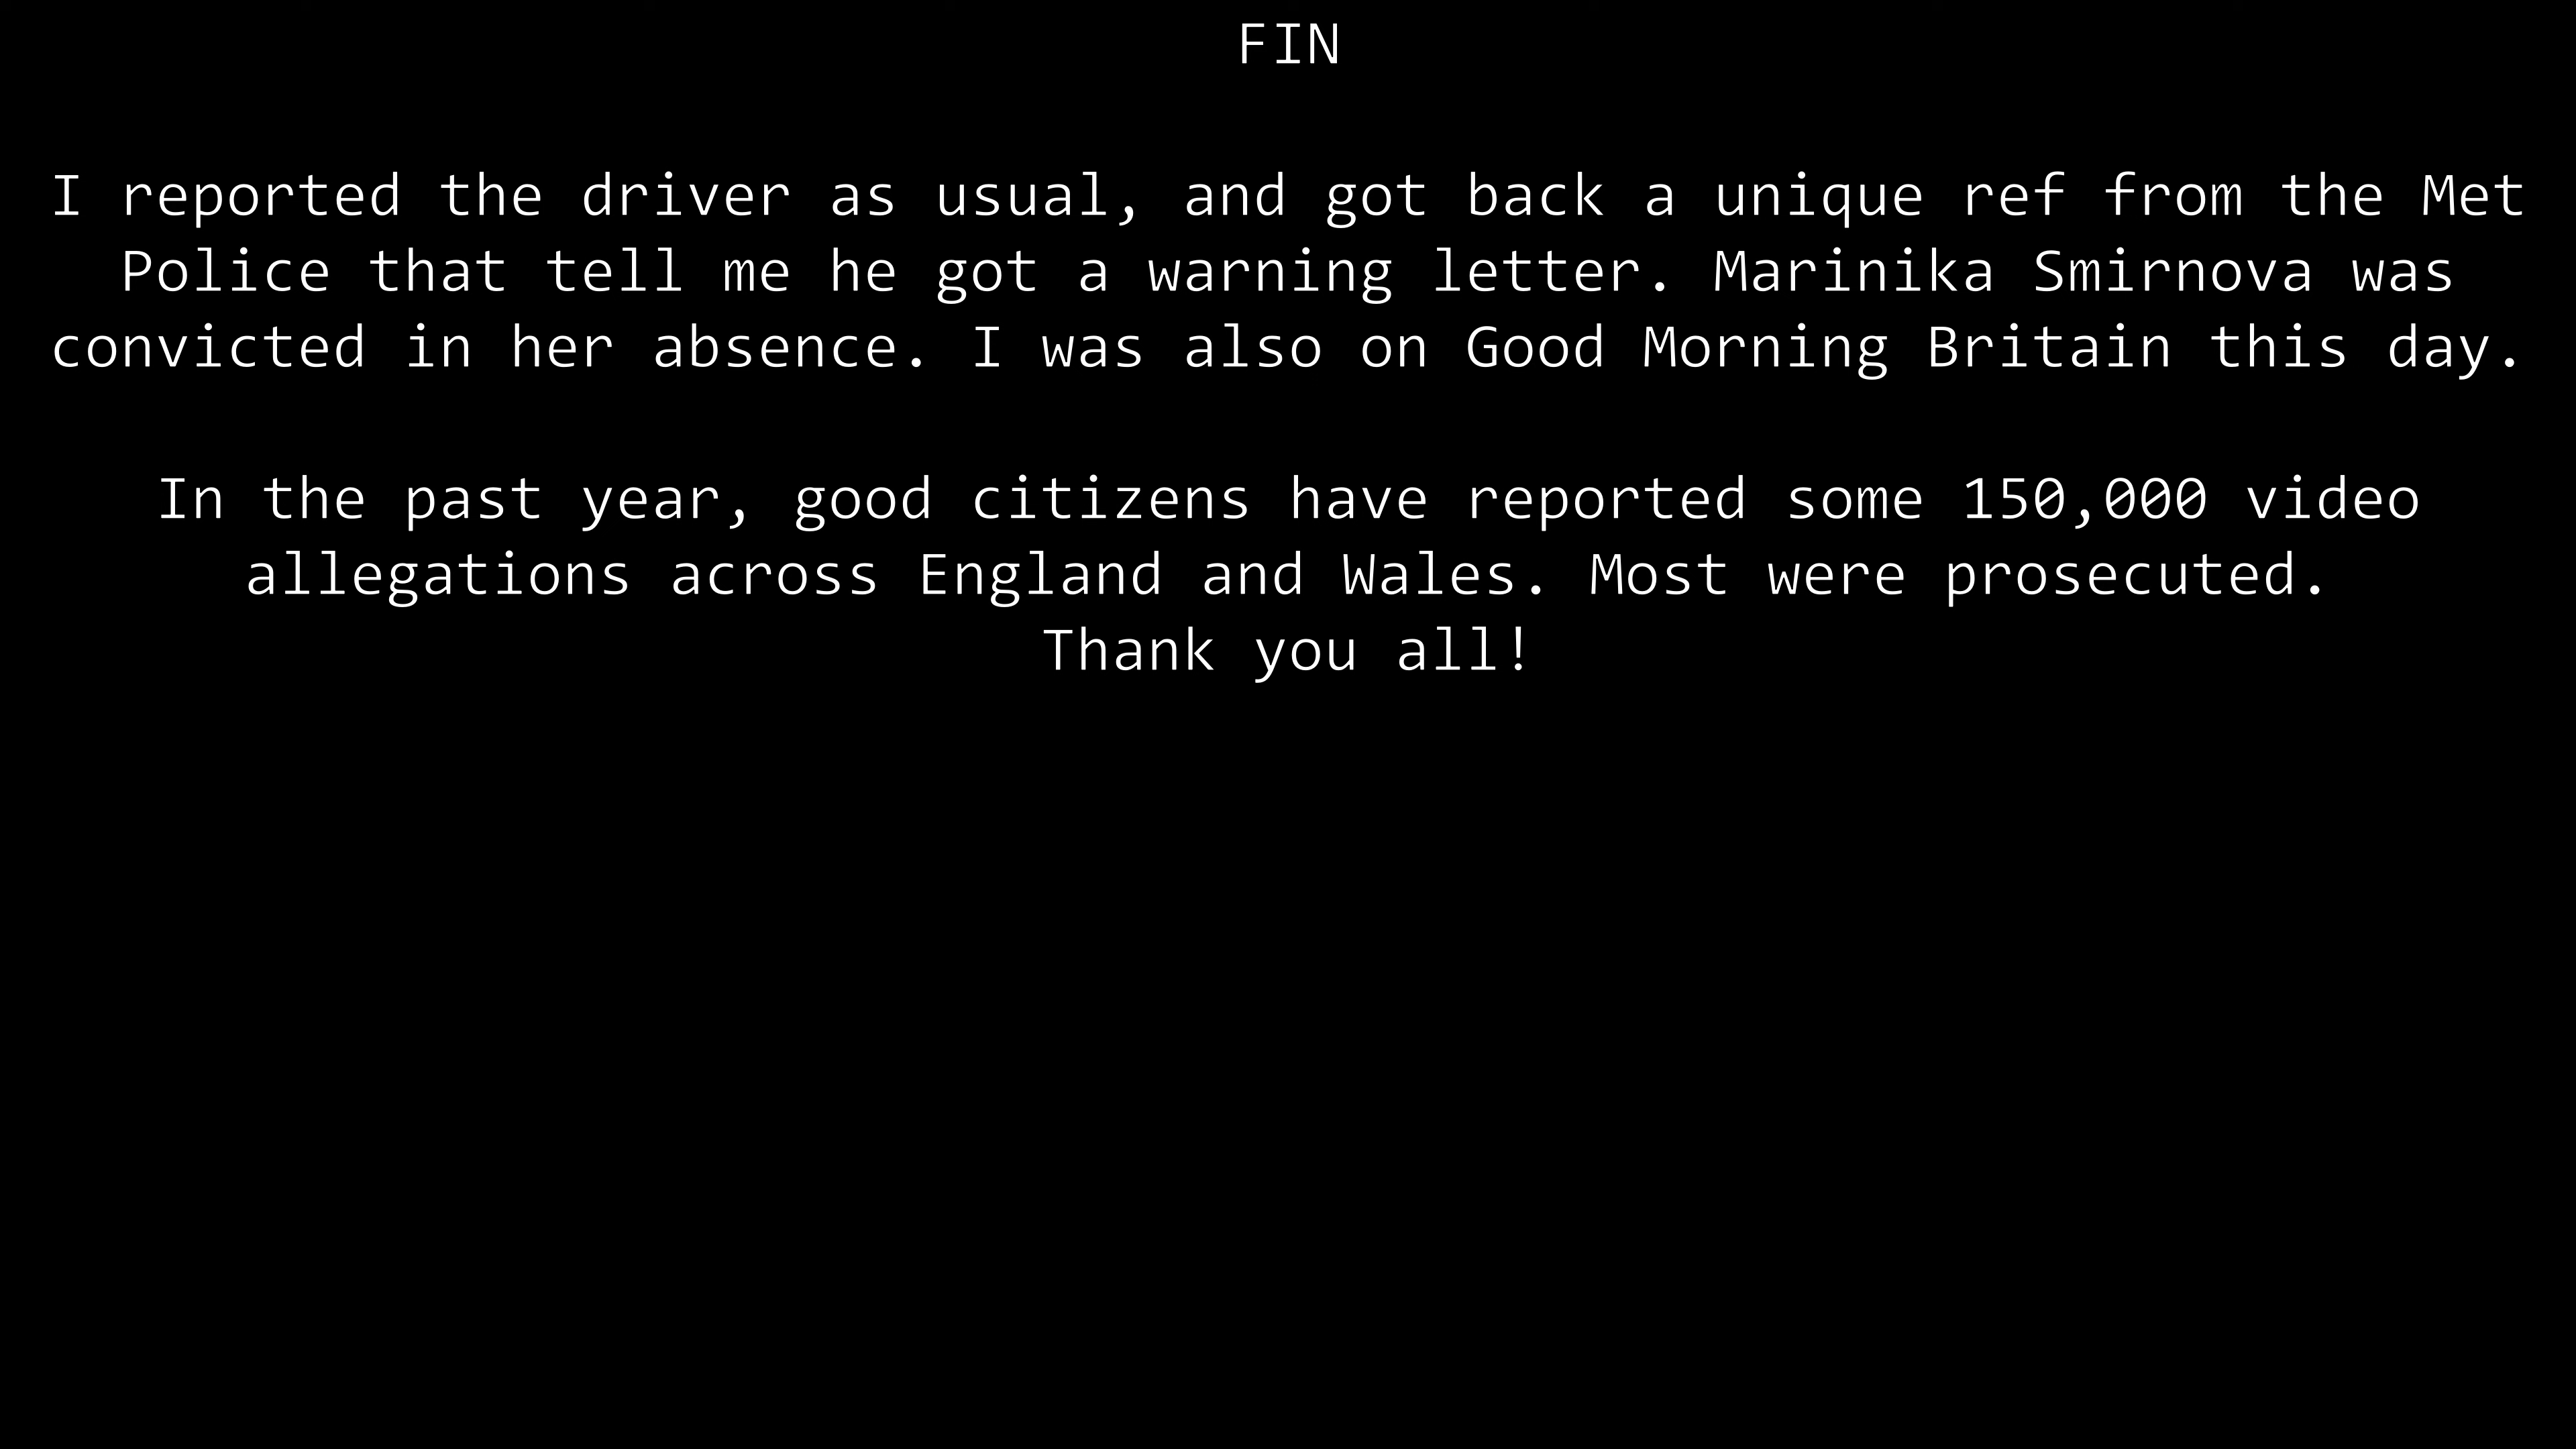 FIN
I reported the driver as usual, and got back a unique ref from the Met
Police that tell me he got a warning letter. Marinika Smirnova was
convicted in her absence. I was also on Good Morning Britain this day.
In the past year, good citizens have reported some 150,000 video
allegations across England and Wales. Most were prosecuted.
Thank you all!